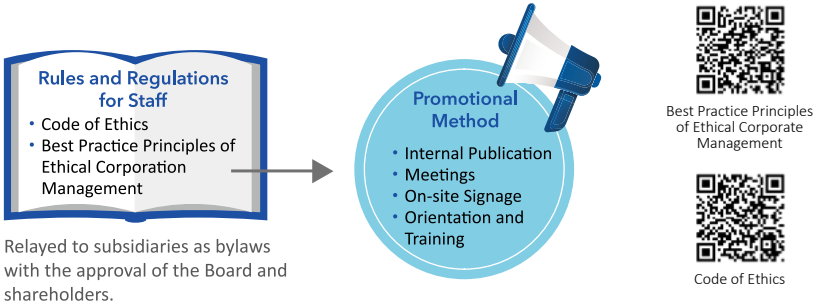 Rules and Regulations
for Staff
• Code of Ethics
• Best Practice Principles of
Ethical Corporation
Management
Relayed to subsidiaries as bylaws
with the approval of the Board and
shareholders.
Promotional
Method
• Internal Publication
• Meetings
• On-site Signage
• Orientation and
Training
Best Practice Principles
of Ethical Corporate
Management
Code of Ethics